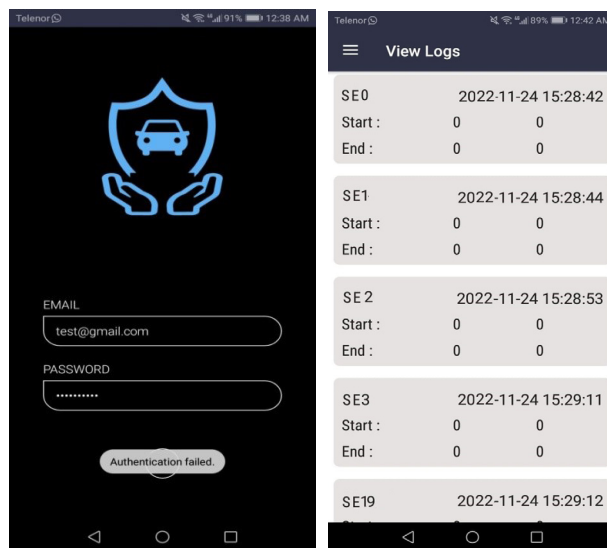 Telenor 91% 12:38 AM
EMAIL
test@gmail.com
PASSWORD
Authentication failed.
Telenor 89% 12:42 AM
View Logs
SE0 2022-11-24 15:28:42
Start : 0 0
End : 0 0
SE1 2022-11-24 15:28:44
Start : 0 0
End : 0 0
SE 2 2022-11-24 15:28:53
Start : 0 0
End : 0 0
SE3 2022-11-24 15:29:11
Start : 0 0
End : 0 0
SE19 2022-11-24 15:29:12